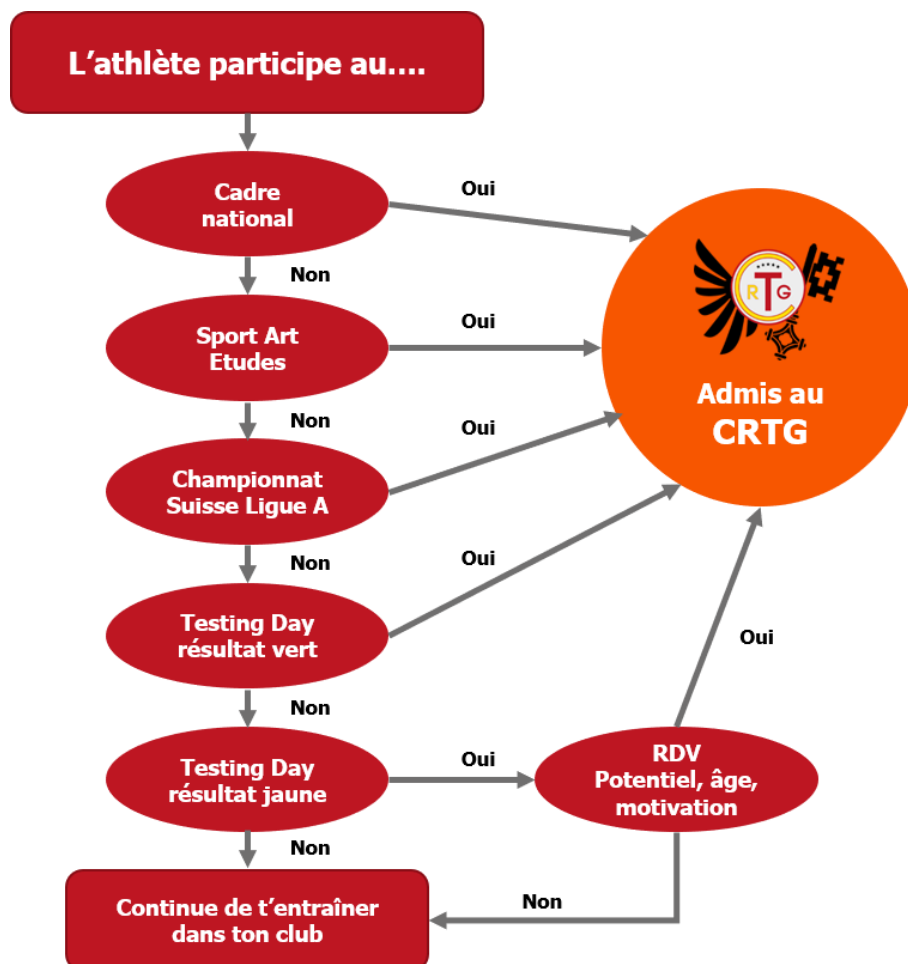 L'athlète participe au....
Cadre
national
Oui
Non
Sport Art
Etudes
Oui
Non
Championnat
Suisse Ligue A
Oui
Non
Testing Day
résultat vert
Oui
Non
Testing Day
résultat jaune
Oui
Non
RDV
Potentiel, âge,
motivation
Oui
Non
C
R T G
Admis au
CRTG
Continue de t'entraîner
dans ton club